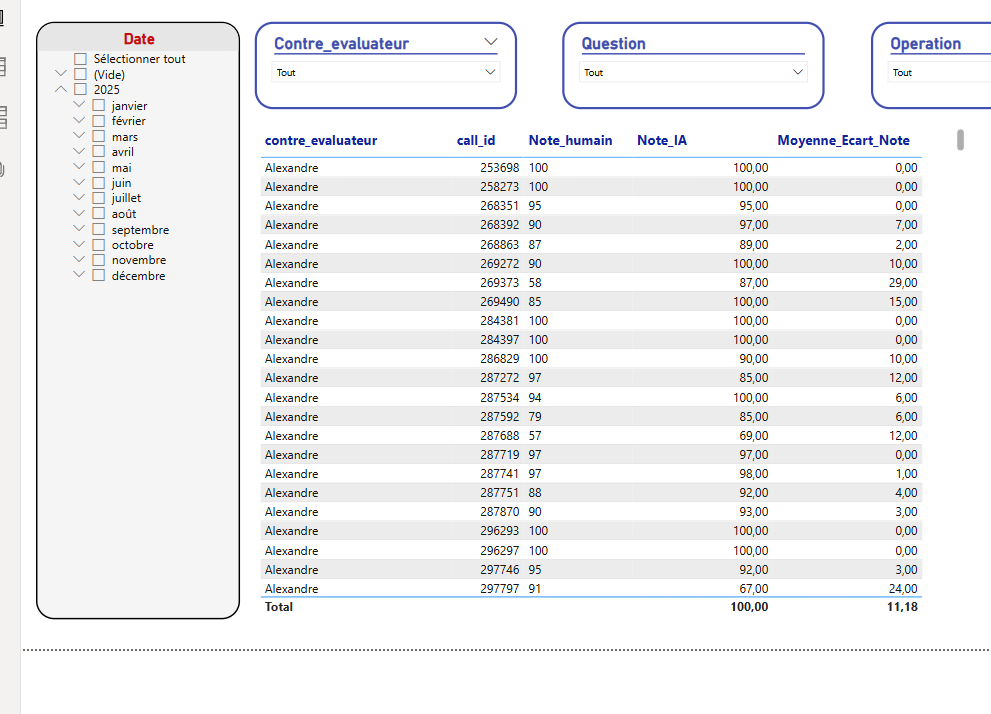 Date
Sélectionner tout
(Vide)
2025
janvier
février
mars
avril
mai
juin
juillet
août
septembre
octobre
novembre
décembre
Contre_evaluateur
Tout
Question
Tout
Operation
Tout
contre_evaluateur call_id Note_humain Note_IA Moyenne_Ecart_Note
Alexandre 253698 100 100,00 0,00
Alexandre 258273 100 100,00 0,00
Alexandre 268351 95 95,00 0,00
Alexandre 268392 90 97,00 7,00
Alexandre 268863 87 89,00 2,00
Alexandre 269272 90 100,00 10,00
Alexandre 269373 58 87,00 29,00
Alexandre 269490 85 100,00 15,00
Alexandre 284381 100 100,00 0,00
Alexandre 284397 100 100,00 0,00
Alexandre 286829 100 90,00 10,00
Alexandre 287272 97 85,00 12,00
Alexandre 287534 94 100,00 6,00
Alexandre 287592 79 85,00 6,00
Alexandre 287688 57 69,00 12,00
Alexandre 287719 97 97,00 0,00
Alexandre 287741 97 98,00 1,00
Alexandre 287751 88 92,00 4,00
Alexandre 287870 90 93,00 3,00
Alexandre 296293 100 100,00 0,00
Alexandre 296297 100 100,00 0,00
Alexandre 297746 95 92,00 3,00
Alexandre 297797 91 67,00 24,00
Total 100,00 11,18